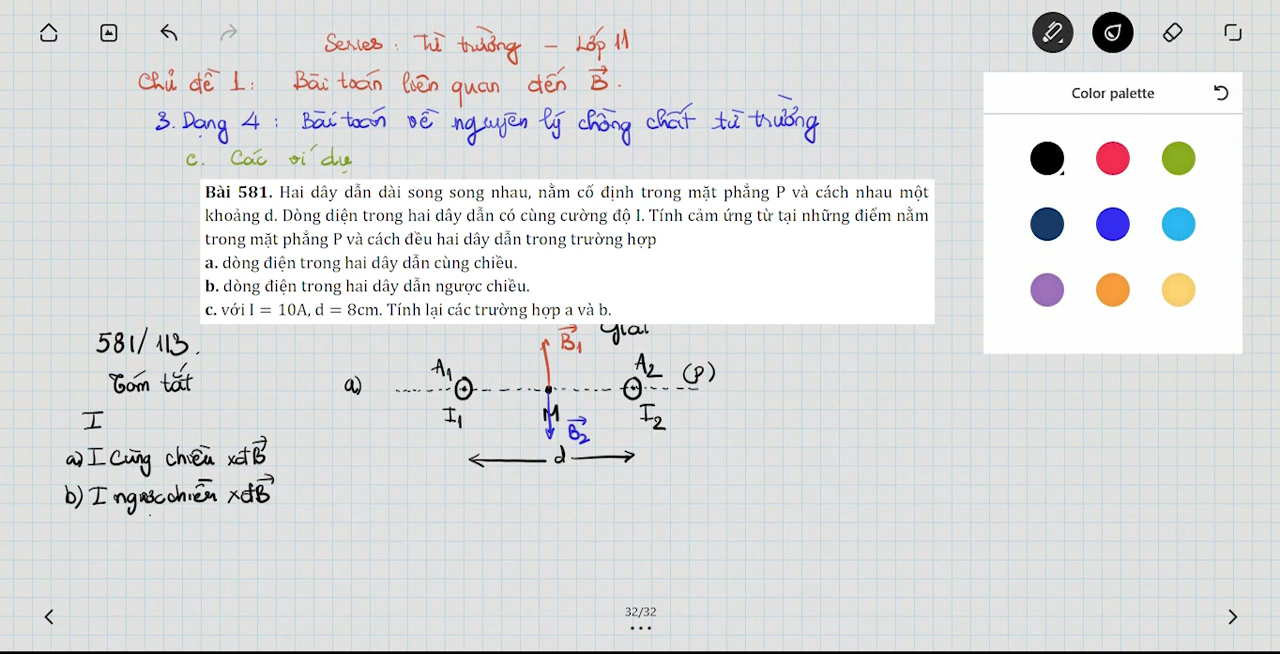 Series : Từ trường – Lớp 11
Chủ đề 1: Bài toán liên quan đến B→.
3. Dạng 4 : Bài toán về nguyên lý chồng chất từ trường
c. Các ví dụ
Color palette
Bài 581. Hai dây dẫn dài song song nhau, nằm cố định trong mặt phẳng P và cách nhau một
khoảng d. Dòng diện trong hai dây dẫn có cùng cường độ I. Tính cảm ứng từ tại những điểm nằm
trong mặt phẳng P và cách đều hai dây dẫn trong trường hợp
a. dòng điện trong hai dây dẫn cùng chiều.
b. dòng điện trong hai dây dẫn ngược chiều.
c. với I = 10A, d = 8cm. Tính lại các trường hợp a và b.
Giải
581/113.
Tóm tắt
I
a) I cùng chiều xđ B→
b) I ngược chiều xđ B→
a)
B→1
A1
A2
(P)
I1
M
I2
B→2
d
32/32